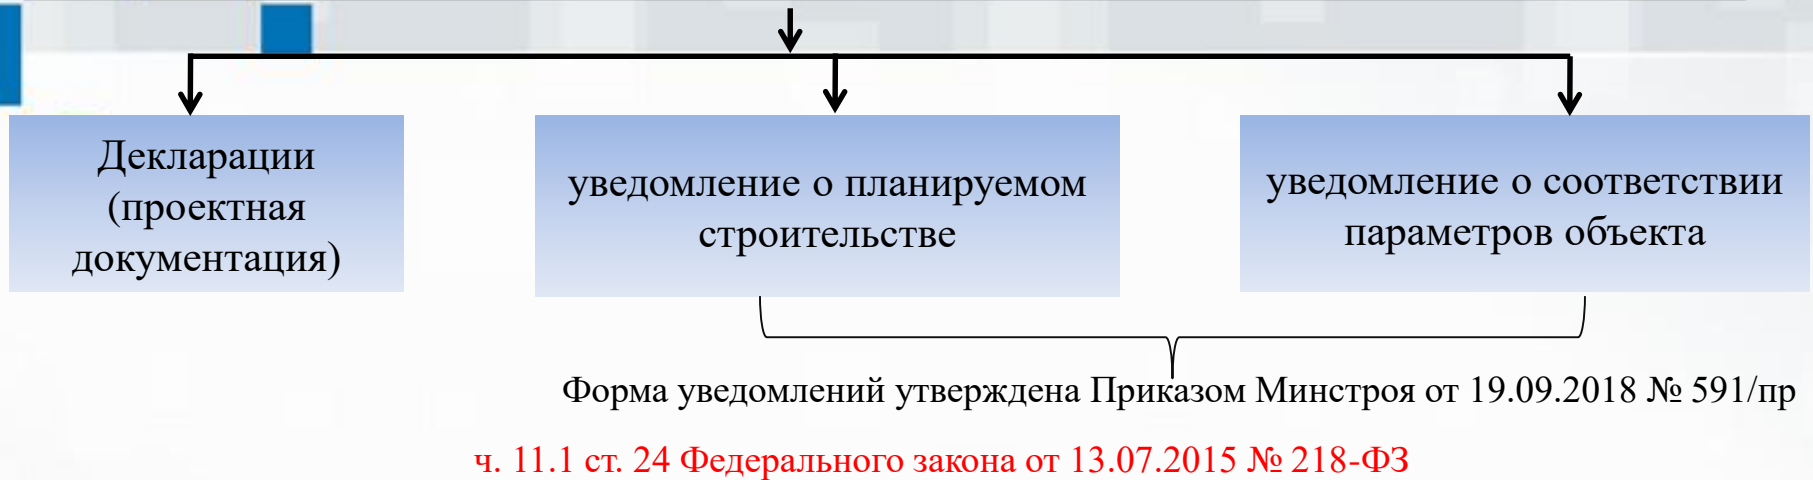 Декларации
(проектная
документация)
уведомление о планируемом
строительстве
уведомление о соответствии
параметров объекта
Форма уведомлений утверждена Приказом Минстроя от 19.09.2018 № 591/пр
ч. 11.1 ст. 24 Федерального закона от 13.07.2015 № 218-ФЗ